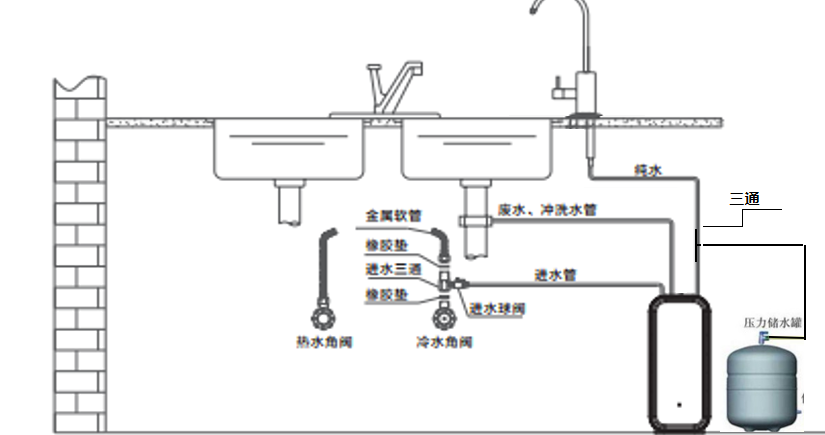 纯水
三通
废水、冲洗水管
金属软管
橡胶垫
进水三通
进水管
橡胶垫
进水球阀
压力储水罐
热水角阀
冷水角阀